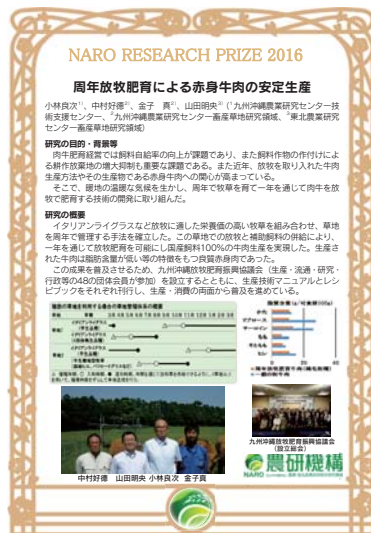 NARO RESEARCH PRIZE 2016
周年放牧肥育による赤身牛肉の安定生産
小林良次1)、中村好徳2)、金子 真2)、山田明央3)（1九州沖縄農業研究センター技
術支援センター、2九州沖縄農業研究センター畜産草地研究領域、3東北農業研究
センター畜産草地研究領域）
研究の目的・背景等
肉牛肥育経営では飼料自給率の向上が課題であり、また飼料作物の作付けによ
る耕作放棄地の増大抑制も重要な課題である。また近年、放牧を取り入れた牛肉
生産方法やその生産物である赤身牛肉への関心が高まっている。
そこで、暖地の温暖な気候を生かし、周年で牧草を育て一年を通じて肉牛を放
牧で肥育する技術の開発に取り組んだ。
研究の概要
イタリアンライグラスなど放牧に適した栄養価の高い牧草を組み合わせ、草地
を周年で管理する手法を確立した。この草地での放牧と補助飼料の併給により、
一年を通じて放牧肥育を可能にし国産飼料100%の牛肉生産を実現した。生産さ
れた牛肉は脂肪含量が低い等の特徴をもつ良質赤身肉であった。
この成果を普及させるため、九州沖縄放牧肥育振興協議会（生産・流通・研究・
行政等の48の団体会員が参加）を設立するとともに、生産技術マニュアルとレシ
ピブックをそれぞれ刊行し、生産・消費の両面から普及を進めている。
九州沖縄放牧肥育振興協議会
（設立総会）
中村好徳 山田明央 小林良次 金子真
NARO
農研機構